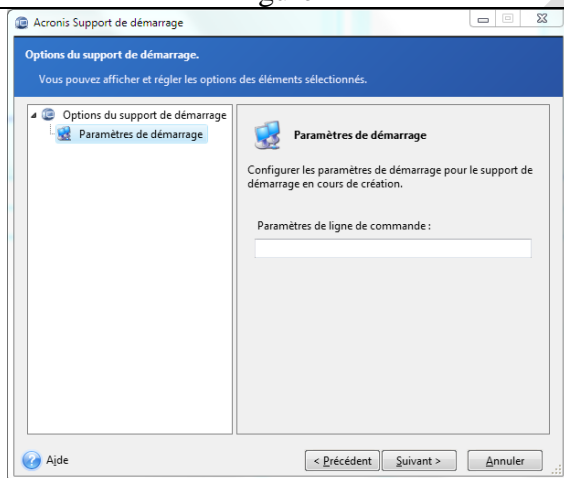 Acronis Support de démarrage
Options du support de démarrage.
Vous pouvez afficher et régler les options des éléments sélectionnés.
Options du support de démarrage
Paramètres de démarrage
Paramètres de démarrage
Configurer les paramètres de démarrage pour le support de
démarrage en cours de création.
Paramètres de ligne de commande :
Aide
< Précédent
Suivant >
Annuler